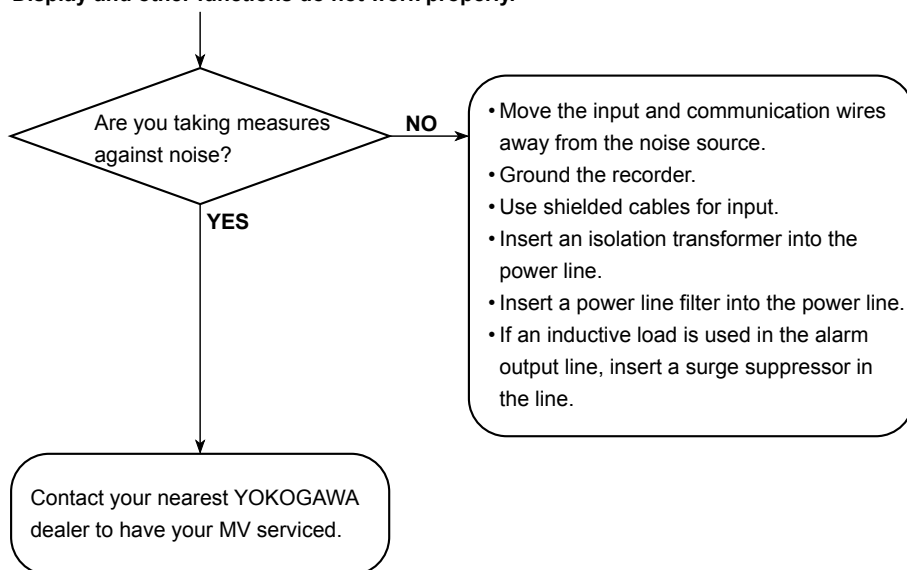 Display and other functions do not work properly.
Are you taking measures
against noise?
NO
YES
• Move the input and communication wires
away from the noise source.
• Ground the recorder.
• Use shielded cables for input.
• Insert an isolation transformer into the
power line.
• Insert a power line filter into the power line.
• If an inductive load is used in the alarm
output line, insert a surge suppressor in
the line.
Contact your nearest YOKOGAWA
dealer to have your MV serviced.